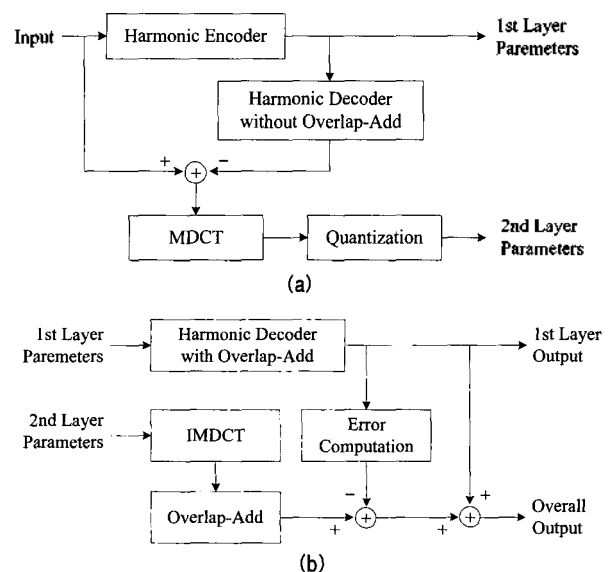 Input
Harmonic Encoder
1st Layer
Paremeters
Harmonic Decoder
without Overlap-Add
+
−
+
MDCT
Quantization
2nd Layer
Parameters
(a)
1st Layer
Paremeters
Harmonic Decoder
with Overlap-Add
1st Layer
Output
2nd Layer
Parameters
IMDCT
Error
Computation
Overlap-Add
−
+
+
+
+
+
Overall
Output
(b)